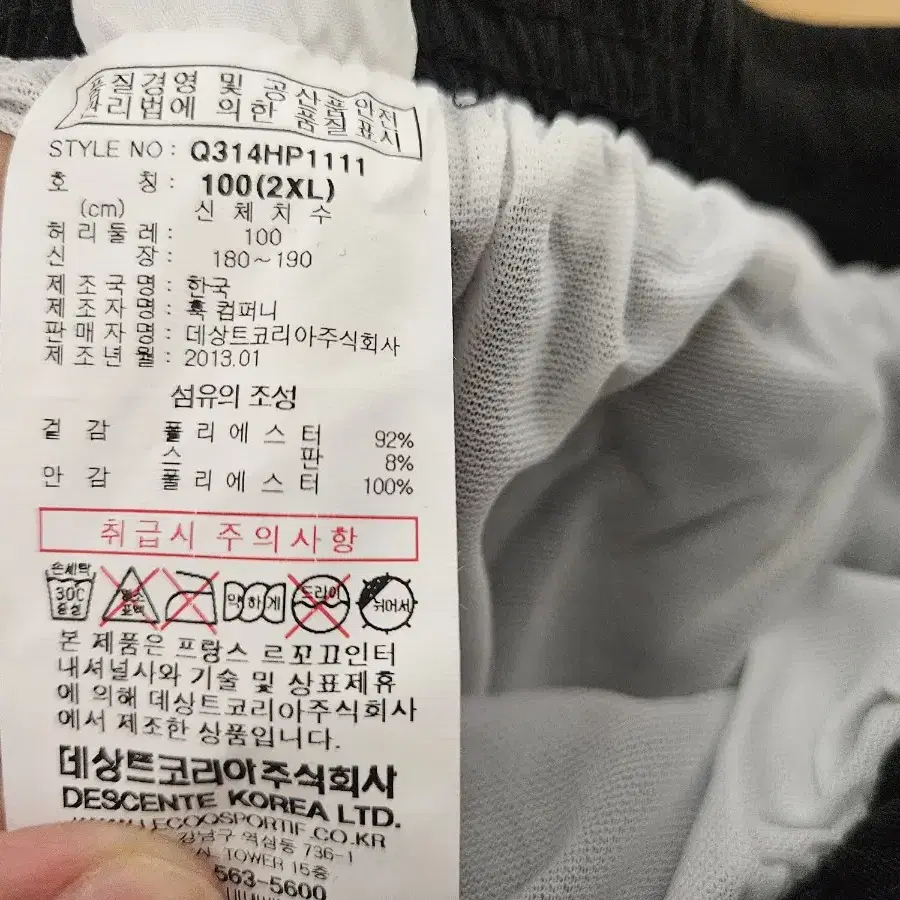 품질경영 및 공산품안전
관리법에 의한 품질표시
STYLE NO : Q314HP1111
호 칭 : 100(2XL)
(cm) 신 체 치 수
허 리 둘 레 : 100
신 장 : 180~190
제 조 국 명 : 한국
제 조 자 명 : 훅 컴퍼니
판 매 자 명 : 데상트코리아주식회사
제 조 년 월 : 2013.01
섬유의 조성
겉 감 폴 리 에 스 터 92%
스 판 8%
안 감 폴 리 에 스 터 100%
취급시 주의사항
손세탁
30C
중성
염소
표백
약하게
드라이
뉘어서
본 제품은 프랑스 르꼬끄인터
내셔널사와 기술 및 상표제휴
에 의해 데상트코리아주식회사
에서 제조한 상품입니다.
데상트코리아주식회사
DESCENTE KOREA LTD.
WWW.LECOQSPORTIF.CO.KR
강남구 역삼동 736-1
TOWER 15층
563-5600